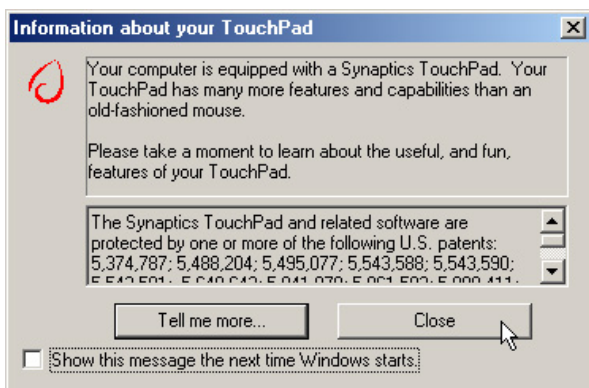 Information about your TouchPad
Your computer is equipped with a Synaptics TouchPad. Your
TouchPad has many more features and capabilities than an
old-fashioned mouse.
Please take a moment to learn about the useful, and fun,
features of your TouchPad.
The Synaptics TouchPad and related software are
protected by one or more of the following U.S. patents:
5,374,787; 5,488,204; 5,495,077; 5,543,588; 5,543,590;
Tell me more...
Close
Show this message the next time Windows starts.